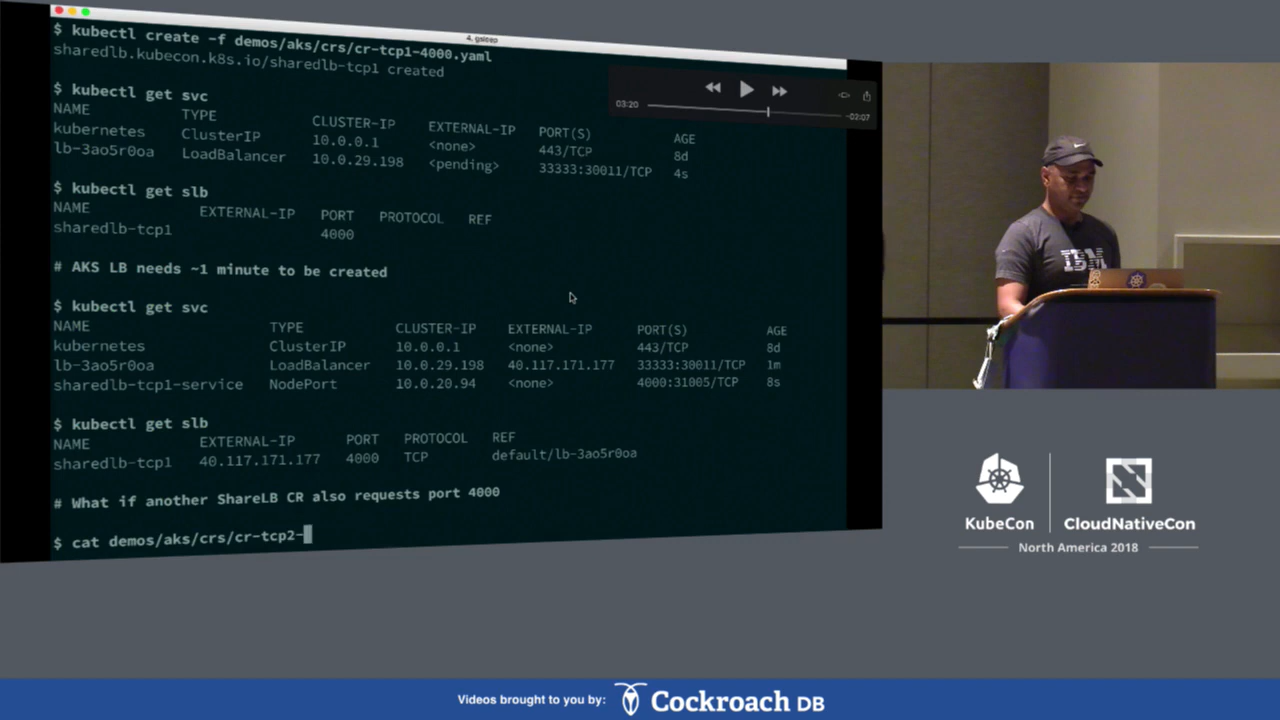 4. gsiseo
$ kubectl create -f demos/aks/crs/cr-tcp1-4000.yaml
sharedlb.kubecon.k8s.io/sharedlb-tcp1 created
03:20
-02:07
$ kubectl get svc
NAME TYPE CLUSTER-IP EXTERNAL-IP PORT(S) AGE
kubernetes ClusterIP 10.0.0.1 <none> 443/TCP 8d
lb-3ao5r0oa LoadBalancer 10.0.29.198 <pending> 33333:30011/TCP 4s
$ kubectl get slb
NAME EXTERNAL-IP PORT PROTOCOL REF
sharedlb-tcp1 4000
# AKS LB needs ~1 minute to be created
$ kubectl get svc
NAME TYPE CLUSTER-IP EXTERNAL-IP PORT(S) AGE
kubernetes ClusterIP 10.0.0.1 <none> 443/TCP 8d
lb-3ao5r0oa LoadBalancer 10.0.29.198 40.117.171.177 33333:30011/TCP 1m
sharedlb-tcp1-service NodePort 10.0.20.94 <none> 4000:31005/TCP 8s
$ kubectl get slb
NAME EXTERNAL-IP PORT PROTOCOL REF
sharedlb-tcp1 40.117.171.177 4000 TCP default/lb-3ao5r0oa
# What if another ShareLB CR also requests port 4000
$ cat demos/aks/crs/cr-tcp2-
IBM
KubeCon
CloudNativeCon
North America 2018
Videos brought to you by:
Cockroach DB